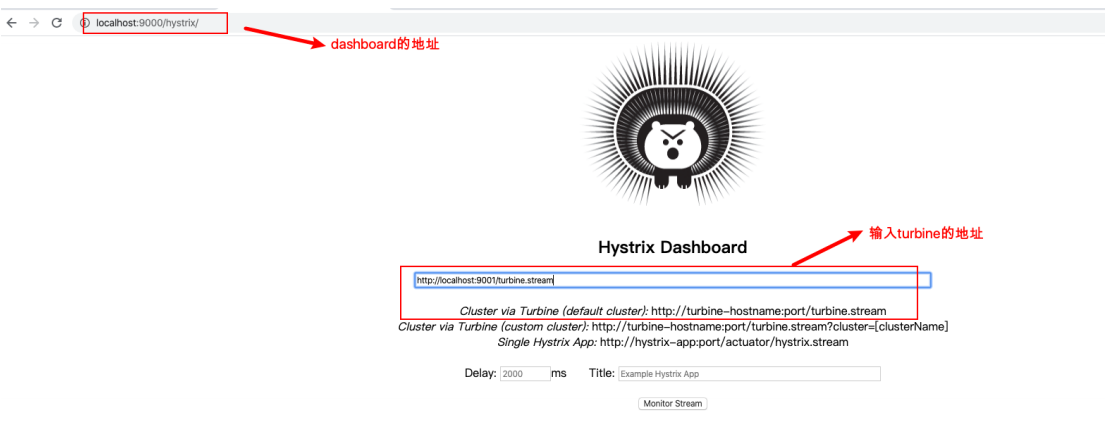 localhost:9000/hystrix/
dashboard的地址
输入turbine的地址
Hystrix Dashboard
http://localhost:9001/turbine.stream
Cluster via Turbine (default cluster): http://turbine-hostname:port/turbine.stream
Cluster via Turbine (custom cluster): http://turbine-hostname:port/turbine.stream?cluster=[clusterName]
Single Hystrix App: http://hystrix-app:port/actuator/hystrix.stream
Delay: 2000 ms Title: Example Hystrix App
Monitor Stream